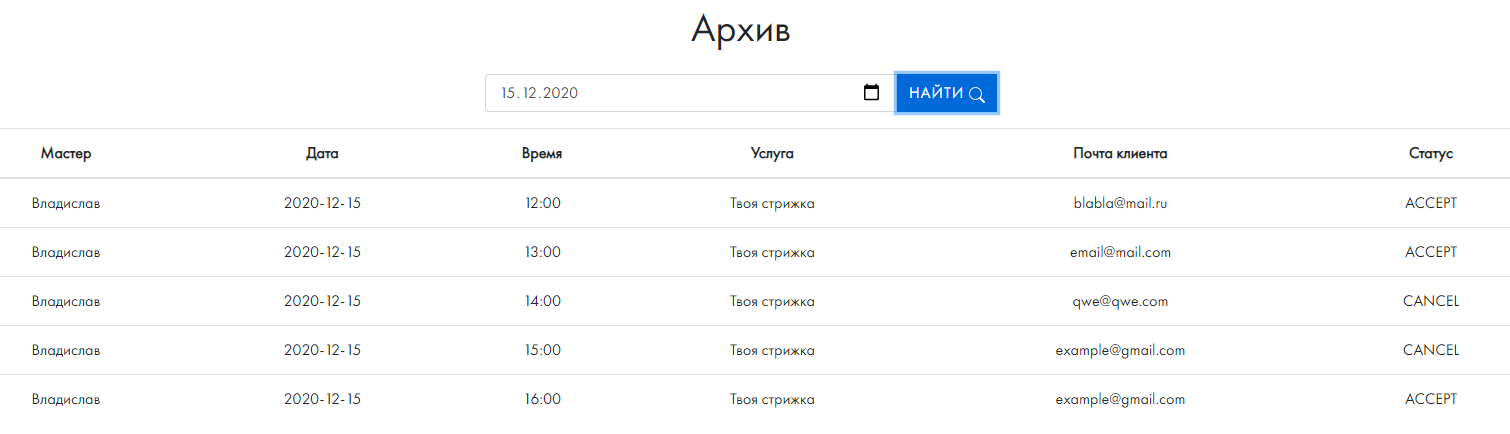 Архив
15.12.2020 НАЙТИ
Мастер Дата Время Услуга Почта клиента Статус
Владислав 2020-12-15 12:00 Твоя стрижка blabla@mail.ru ACCEPT
Владислав 2020-12-15 13:00 Твоя стрижка email@mail.com ACCEPT
Владислав 2020-12-15 14:00 Твоя стрижка qwe@qwe.com CANCEL
Владислав 2020-12-15 15:00 Твоя стрижка example@gmail.com CANCEL
Владислав 2020-12-15 16:00 Твоя стрижка example@gmail.com ACCEPT